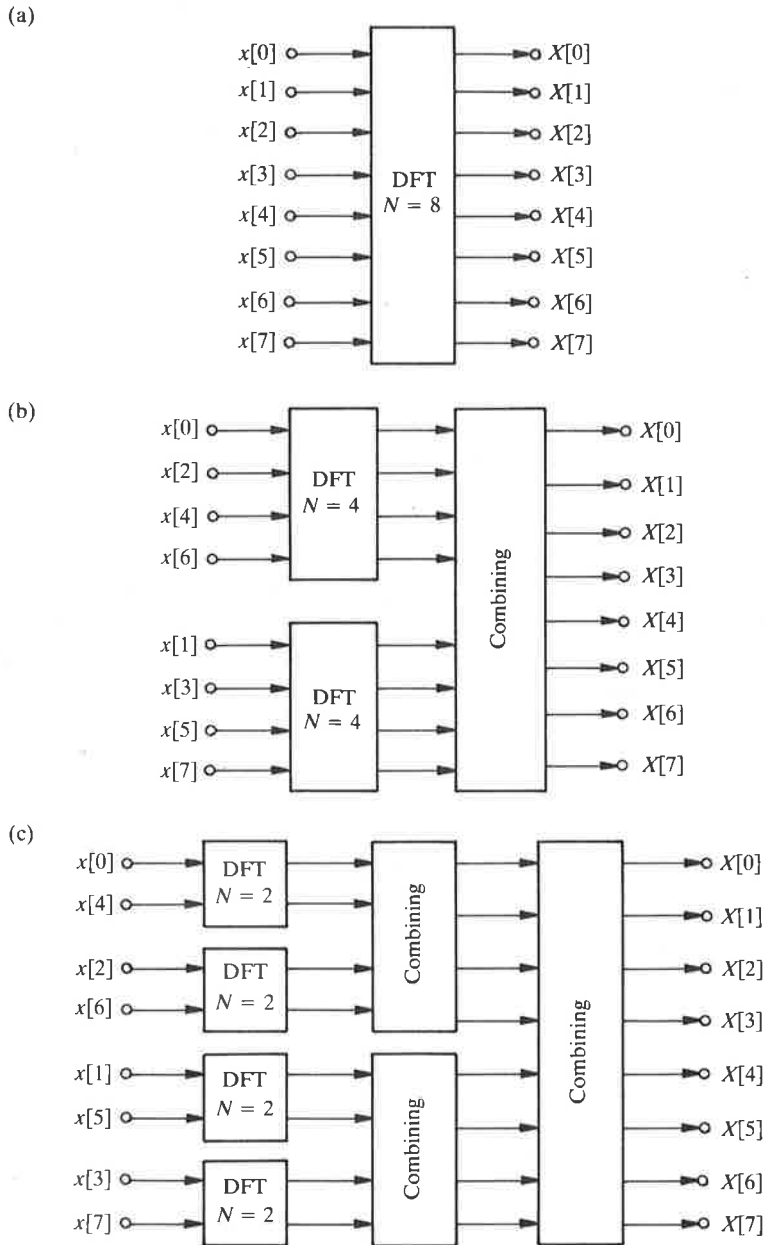 (a)
x[0] X[0]
x[1] X[1]
x[2] X[2]
x[3] DFT X[3]
x[4] N = 8 X[4]
x[5] X[5]
x[6] X[6]
x[7] X[7]
(b)
x[0] X[0]
x[2] DFT X[1]
x[4] N = 4 X[2]
x[6] X[3]
Combining
x[1] X[4]
x[3] DFT X[5]
x[5] N = 4 X[6]
x[7] X[7]
(c)
x[0] DFT X[0]
x[4] N = 2 X[1]
Combining
x[2] DFT X[2]
x[6] N = 2 X[3]
Combining
x[1] DFT X[4]
x[5] N = 2 X[5]
Combining
x[3] DFT X[6]
x[7] N = 2 X[7]